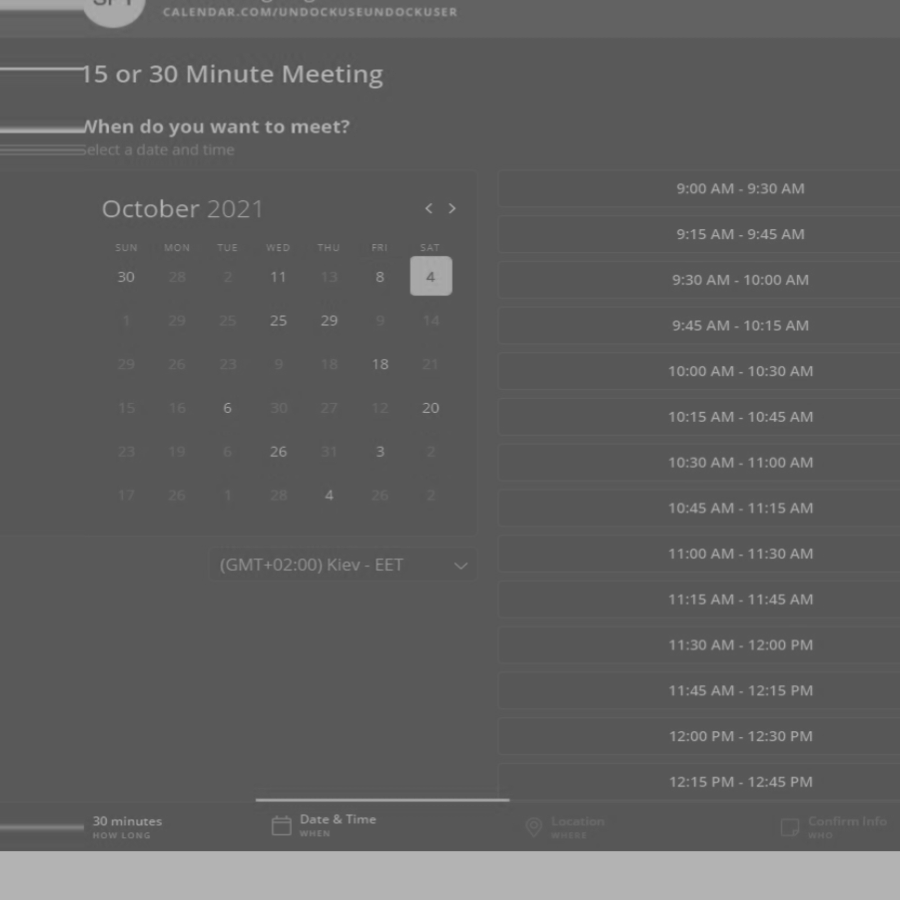 CALENDAR.COM/UNDOCKUSEUNDOCKUSER
15 or 30 Minute Meeting
When do you want to meet?
Select a date and time
October 2021
SUN MON TUE WED THU FRI SAT
30 28 2 11 13 8 4
1 29 25 25 29 9 14
29 26 23 9 18 18 21
15 16 6 30 27 12 20
23 19 6 26 31 3 2
17 26 1 28 4 26 2
(GMT+02:00) Kiev - EET
9:00 AM - 9:30 AM
9:15 AM - 9:45 AM
9:30 AM - 10:00 AM
9:45 AM - 10:15 AM
10:00 AM - 10:30 AM
10:15 AM - 10:45 AM
10:30 AM - 11:00 AM
10:45 AM - 11:15 AM
11:00 AM - 11:30 AM
11:15 AM - 11:45 AM
11:30 AM - 12:00 PM
11:45 AM - 12:15 PM
12:00 PM - 12:30 PM
12:15 PM - 12:45 PM
30 minutes
HOW LONG
Date & Time
WHEN
Location
WHERE
Confirm Info
WHO